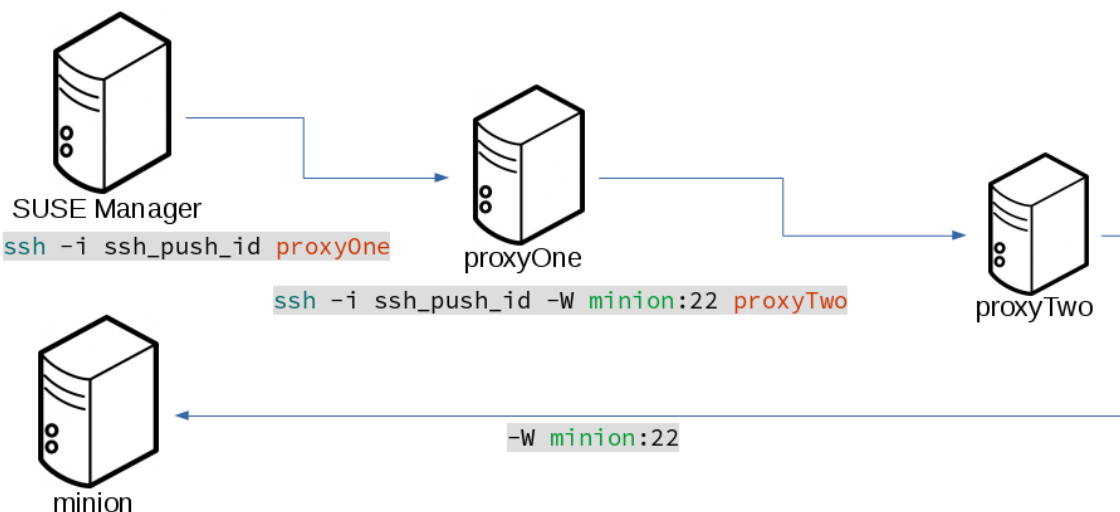 SUSE Manager
ssh -i ssh_push_id proxyOne
proxyOne
ssh -i ssh_push_id -W minion:22 proxyTwo
proxyTwo
-W minion:22
minion